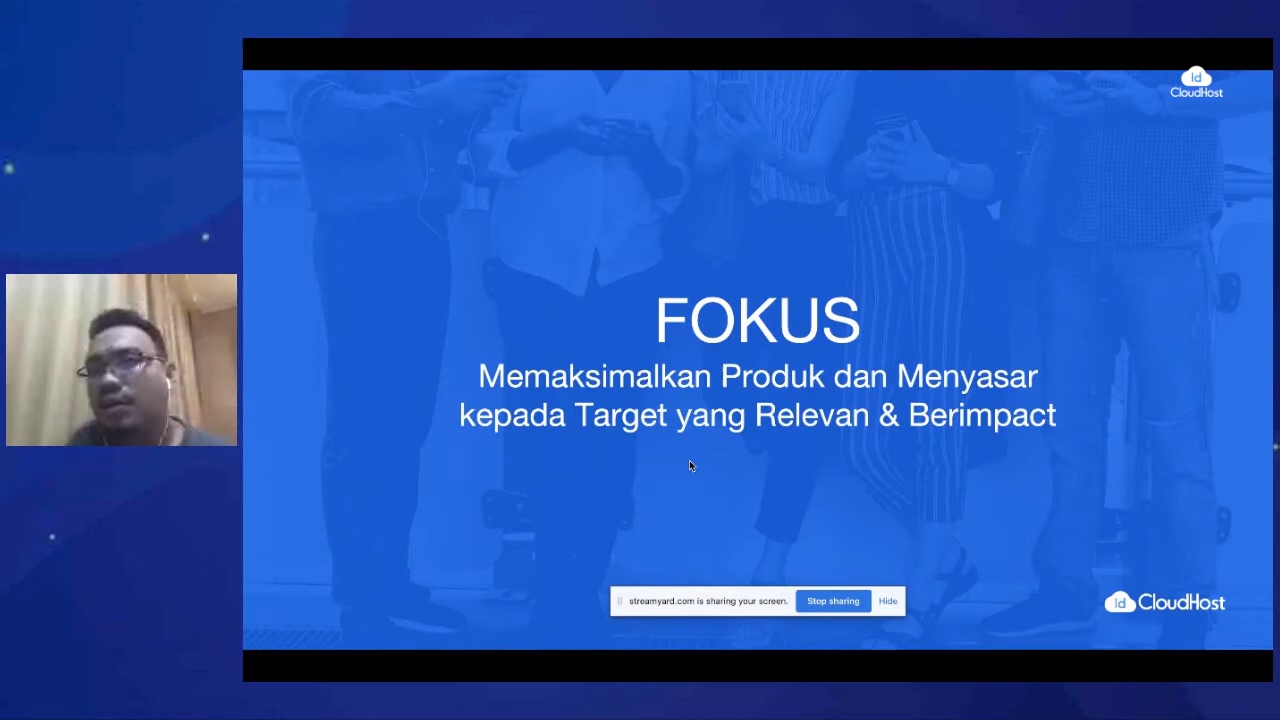 Id
CloudHost
FOKUS
Memaksimalkan Produk dan Menyasar
kepada Target yang Relevan & Berimpact
streamyard.com is sharing your screen. Stop sharing Hide
Id CloudHost